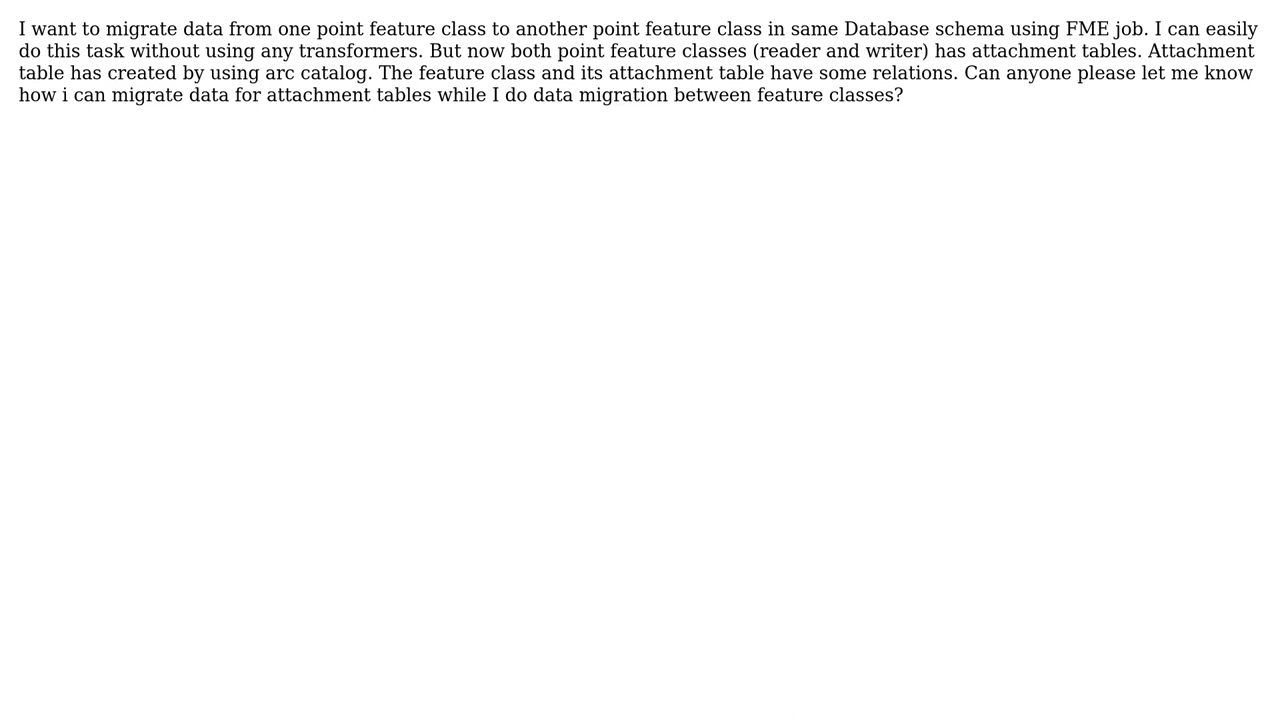 I want to migrate data from one point feature class to another point feature class in same Database schema using FME job. I can easily
do this task without using any transformers. But now both point feature classes (reader and writer) has attachment tables. Attachment
table has created by using arc catalog. The feature class and its attachment table have some relations. Can anyone please let me know
how i can migrate data for attachment tables while I do data migration between feature classes?